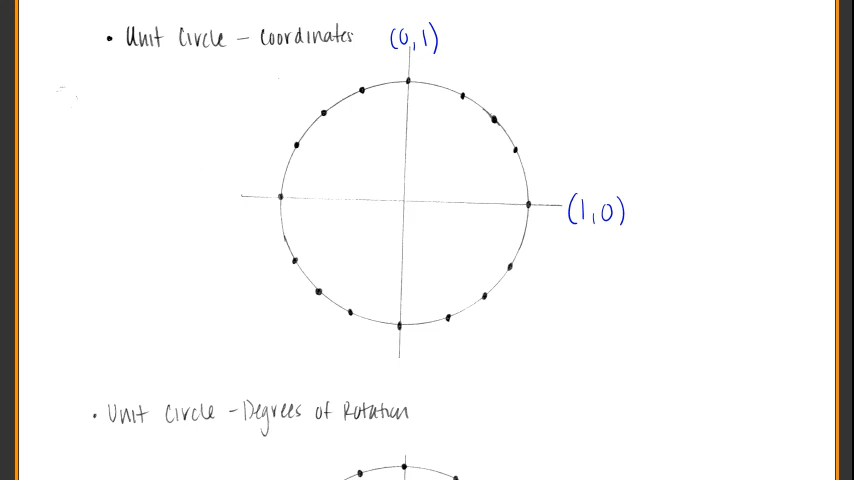 • Unit Circle - Coordinates
(0,1)
(1,0)
• Unit Circle - Degrees of Rotation